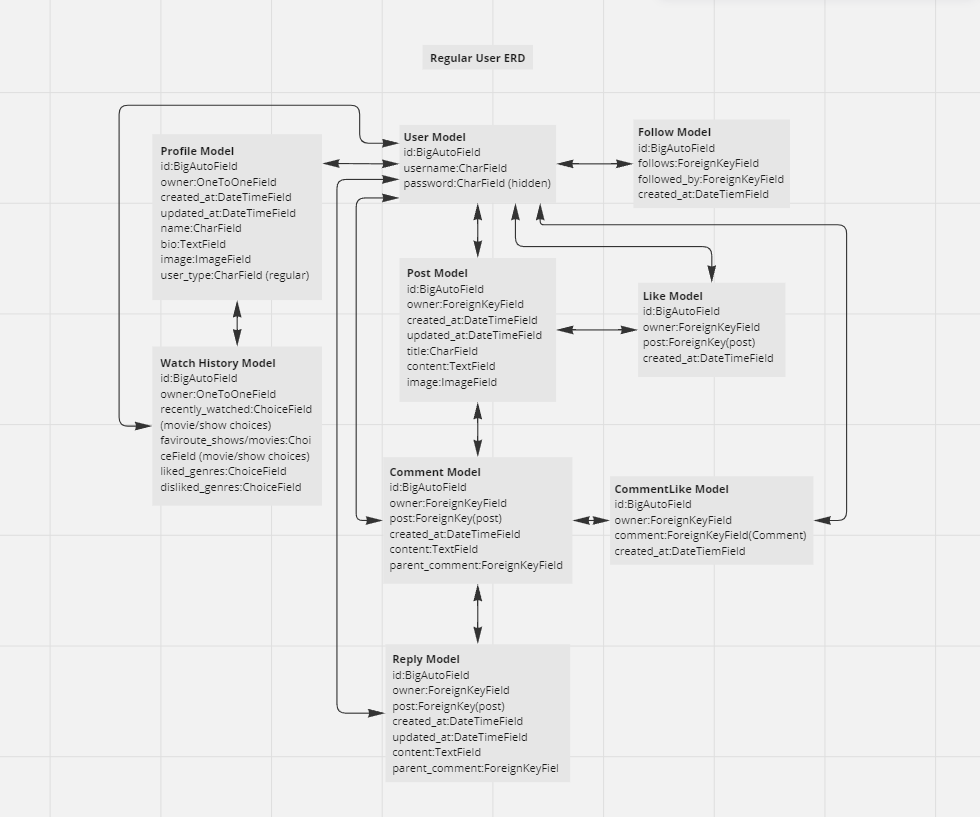 Regular User ERD
User Model
id:BigAutoField
username:CharField
password:CharField (hidden)
Follow Model
id:BigAutoField
follows:ForeignKeyField
followed_by:ForeignKeyField
created_at:DateTiemField
Profile Model
id:BigAutoField
owner:OneToOneField
created_at:DateTimeField
updated_at:DateTimeField
name:CharField
bio:TextField
image:ImageField
user_type:CharField (regular)
Post Model
id:BigAutoField
owner:ForeignKeyField
created_at:DateTimeField
updated_at:DateTimeField
title:CharField
content:TextField
image:ImageField
Like Model
id:BigAutoField
owner:ForeignKeyField
post:ForeignKey(post)
created_at:DateTimeField
Watch History Model
id:BigAutoField
owner:OneToOneField
recently_watched:ChoiceField
(movie/show choices)
faviroute_shows/movies:Choi
ceField (movie/show choices)
liked_genres:ChoiceField
disliked_genres:ChoiceField
Comment Model
id:BigAutoField
owner:ForeignKeyField
post:ForeignKey(post)
created_at:DateTimeField
content:TextField
parent_comment:ForeignKeyField
CommentLike Model
id:BigAutoField
owner:ForeignKeyField
comment:ForeignKeyField(Comment)
created_at:DateTiemField
Reply Model
id:BigAutoField
owner:ForeignKeyField
post:ForeignKey(post)
created_at:DateTimeField
updated_at:DateTimeField
content:TextField
parent_comment:ForeignKeyFiel